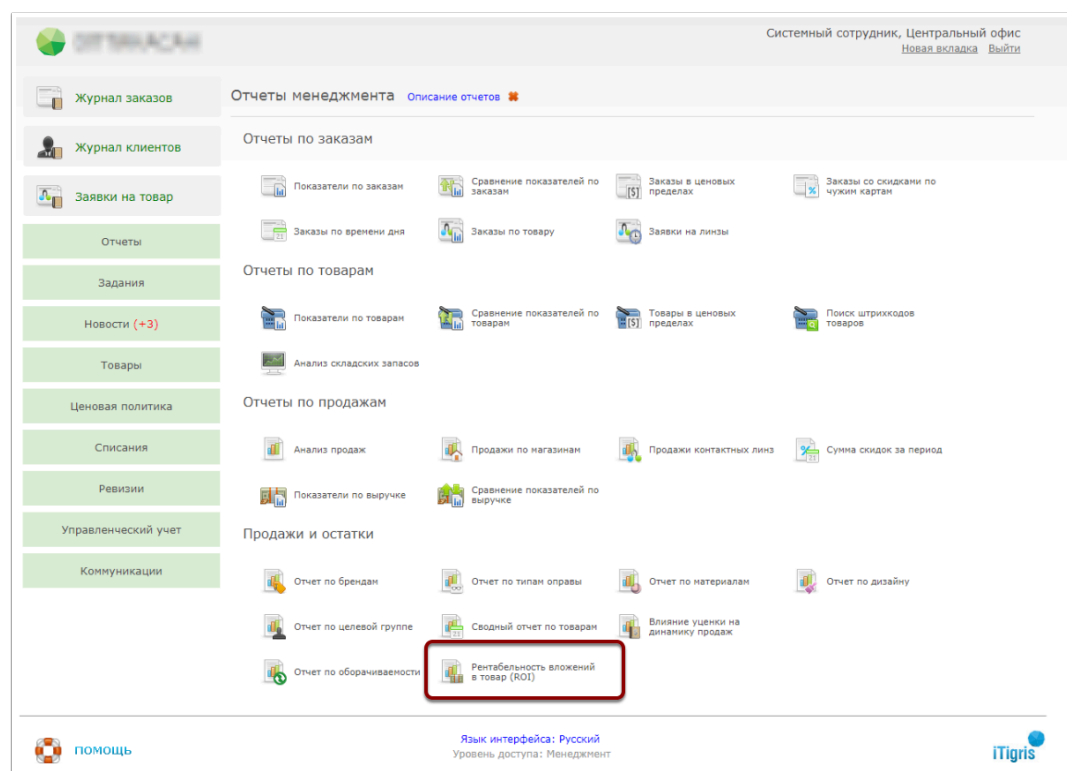 Системный сотрудник, Центральный офис
Новая вкладка Выйти
Журнал заказов
Журнал клиентов
Заявки на товар
Отчеты
Задания
Новости (+3)
Товары
Ценовая политика
Списания
Ревизии
Управленческий учет
Коммуникации
Отчеты менеджмента Описание отчетов
Отчеты по заказам
Показатели по заказам
Сравнение показателей по
заказам
Заказы в ценовых
пределах
Заказы со скидками по
чужим картам
Заказы по времени дня
Заказы по товару
Заявки на линзы
Отчеты по товарам
Показатели по товарам
Сравнение показателей по
товарам
Товары в ценовых
пределах
Поиск штрихкодов
товаров
Анализ складских запасов
Отчеты по продажам
Анализ продаж
Продажи по магазинам
Продажи контактных линз
Сумма скидок за период
Показатели по выручке
Сравнение показателей по
выручке
Продажи и остатки
Отчет по брендам
Отчет по типам оправы
Отчет по материалам
Отчет по дизайну
Отчет по целевой группе
Сводный отчет по товарам
Влияние уценки на
динамику продаж
Отчет по оборачиваемости
Рентабельность вложений
в товар (ROI)
помощь
Язык интерфейса: Русский
Уровень доступа: Менеджмент
iTigris